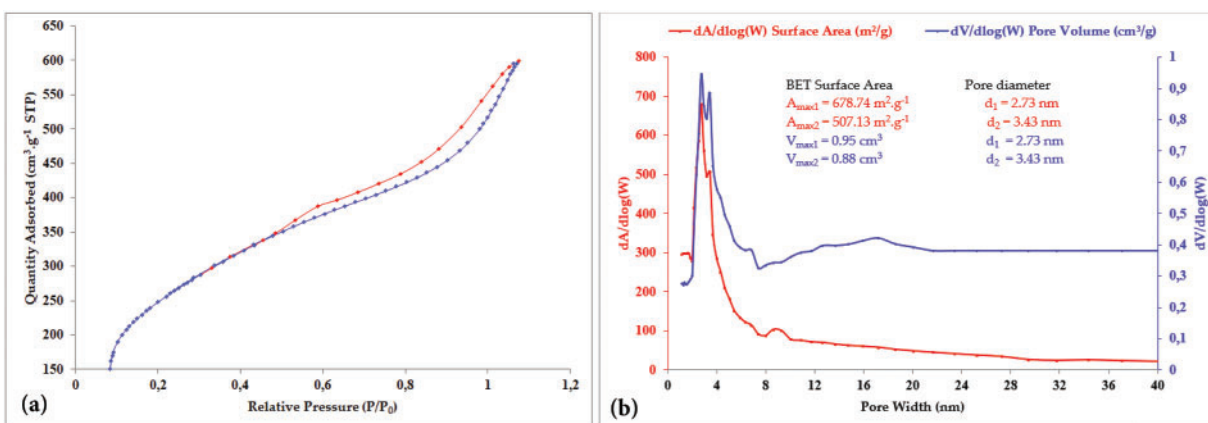 650
600
550
500
450
400
350
300
250
200
150
Quantity Adsorbed (cm³.g⁻¹ STP)
0
0,2
0,4
0,6
0,8
1
1,2
Relative Pressure (P/P₀)
(a)
dA/dlog(W) Surface Area (m²/g)
dV/dlog(W) Pore Volume (cm³/g)
800
700
600
500
400
300
200
100
0
dA/dlog(W)
BET Surface Area
Aₘₐₓ₁ = 678.74 m².g⁻¹
Aₘₐₓ₂ = 507.13 m².g⁻¹
Vₘₐₓ₁ = 0.95 cm³
Vₘₐₓ₂ = 0.88 cm³
Pore diameter
d₁ = 2.73 nm
d₂ = 3.43 nm
d₁ = 2.73 nm
d₂ = 3.43 nm
1
0,9
0,8
0,7
0,6
0,5
0,4
0,3
0,2
0,1
0
dV/dlog(W)
0
4
8
12
16
20
24
28
32
36
40
Pore Width (nm)
(b)